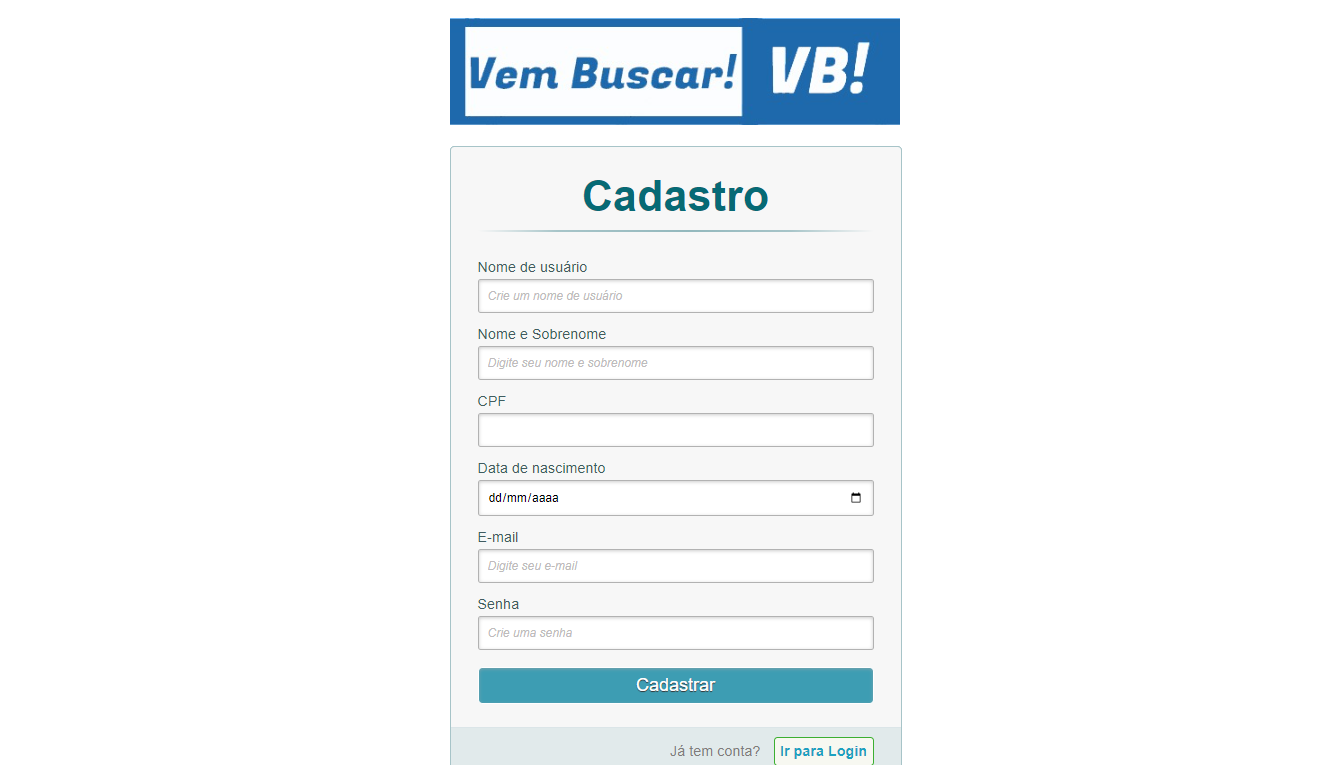 Vem Buscar! VB!
Cadastro
Nome de usuário
Crie um nome de usuário
Nome e Sobrenome
Digite seu nome e sobrenome
CPF
Data de nascimento
dd/mm/aaaa
E-mail
Digite seu e-mail
Senha
Crie uma senha
Cadastrar
Já tem conta? Ir para Login